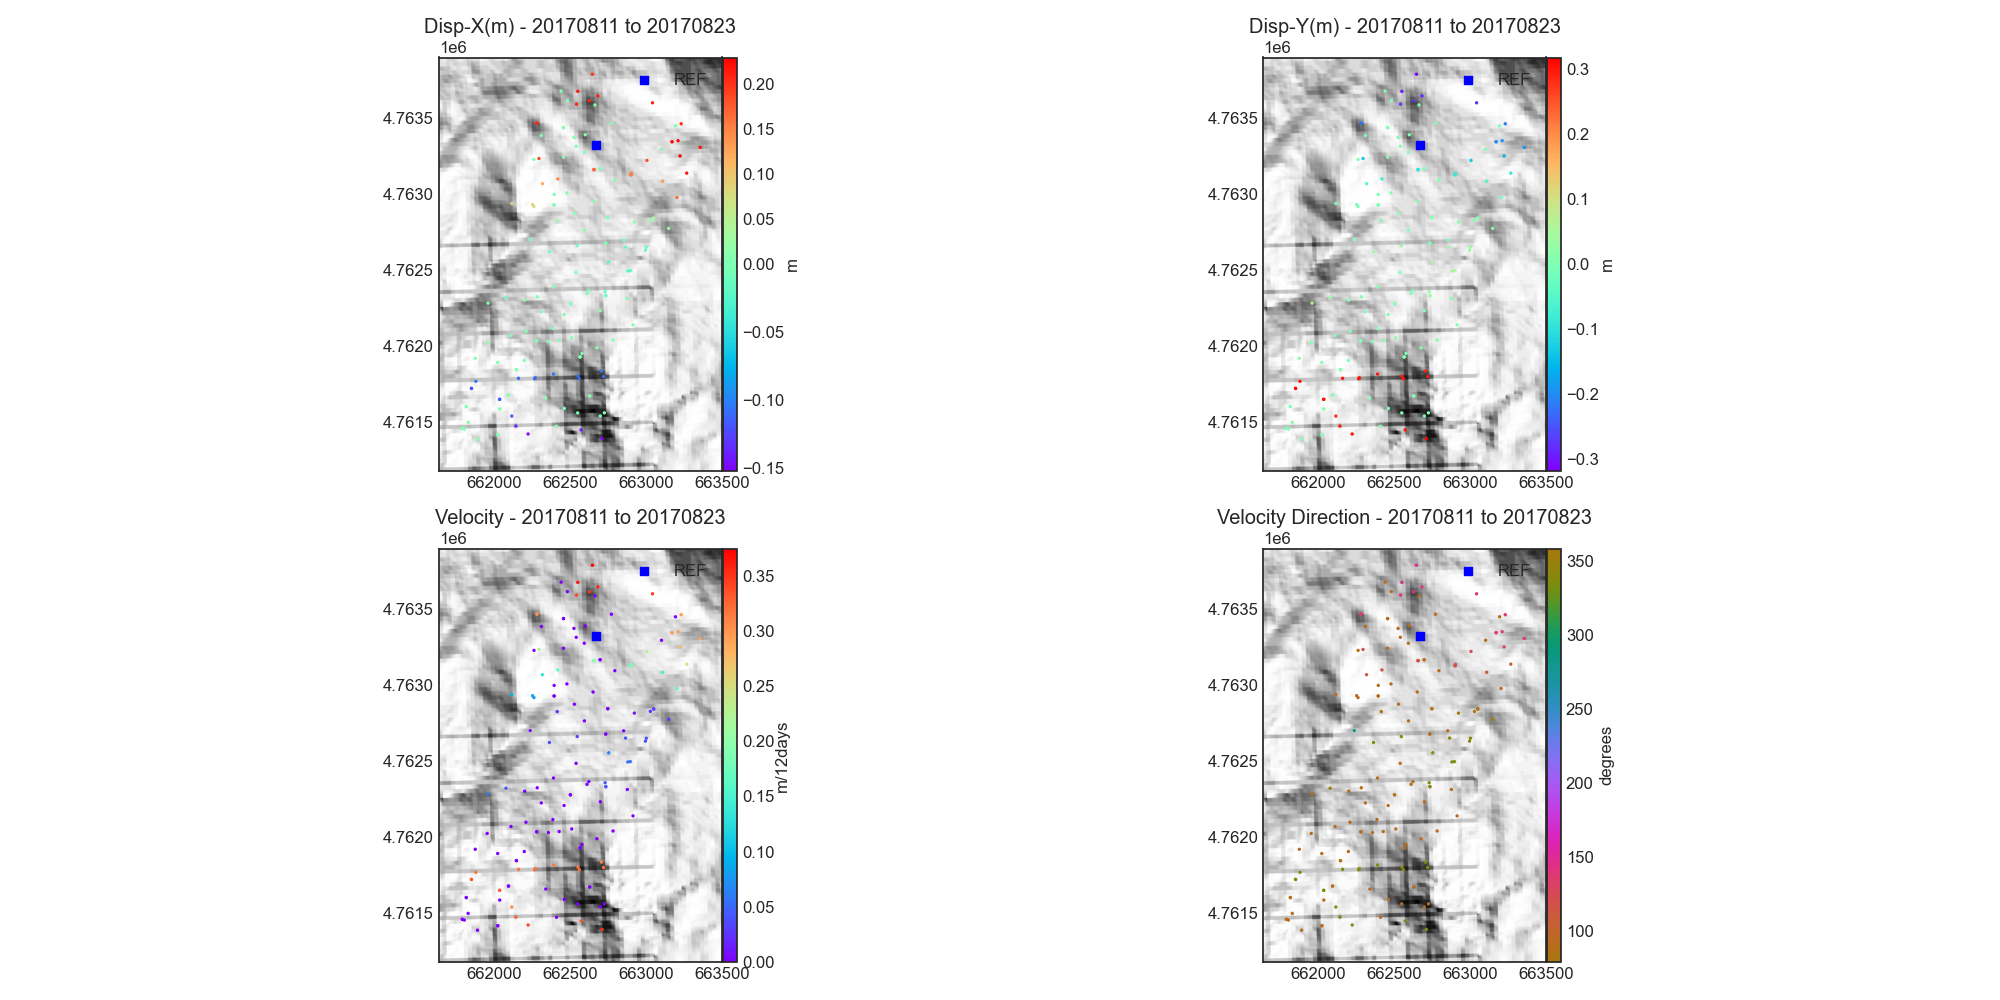 Disp-X(m) - 20170811 to 20170823
1e6
REF
4.7635
4.7630
4.7625
4.7620
4.7615
662000 662500 663000 663500
0.20
0.15
0.10
0.05
0.00
−0.05
−0.10
−0.15
m
Disp-Y(m) - 20170811 to 20170823
1e6
REF
4.7635
4.7630
4.7625
4.7620
4.7615
662000 662500 663000 663500
0.3
0.2
0.1
0.0
−0.1
−0.2
−0.3
m
Velocity - 20170811 to 20170823
1e6
REF
4.7635
4.7630
4.7625
4.7620
4.7615
662000 662500 663000 663500
0.35
0.30
0.25
0.20
0.15
0.10
0.05
0.00
m/12days
Velocity Direction - 20170811 to 20170823
1e6
REF
4.7635
4.7630
4.7625
4.7620
4.7615
662000 662500 663000 663500
350
300
250
200
150
100
degrees